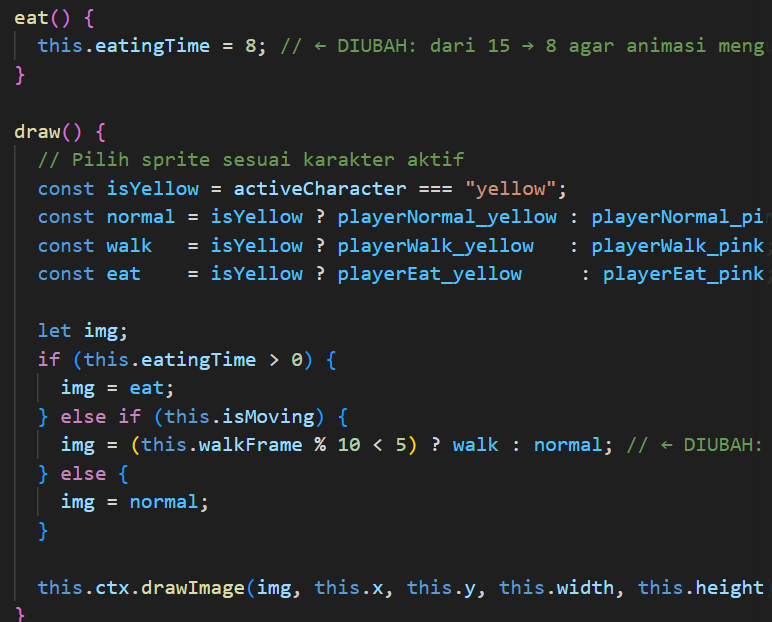 eat() {
this.eatingTime = 8; // ← DIUBAH: dari 15 → 8 agar animasi meng
}
draw() {
// Pilih sprite sesuai karakter aktif
const isYellow = activeCharacter === "yellow";
const normal = isYellow ? playerNormal_yellow : playerNormal_pi
const walk   = isYellow ? playerWalk_yellow   : playerWalk_pink;
const eat    = isYellow ? playerEat_yellow     : playerEat_pink;
let img;
if (this.eatingTime > 0) {
img = eat;
} else if (this.isMoving) {
img = (this.walkFrame % 10 < 5) ? walk : normal; // ← DIUBAH:
} else {
img = normal;
}
this.ctx.drawImage(img, this.x, this.y, this.width, this.height
}